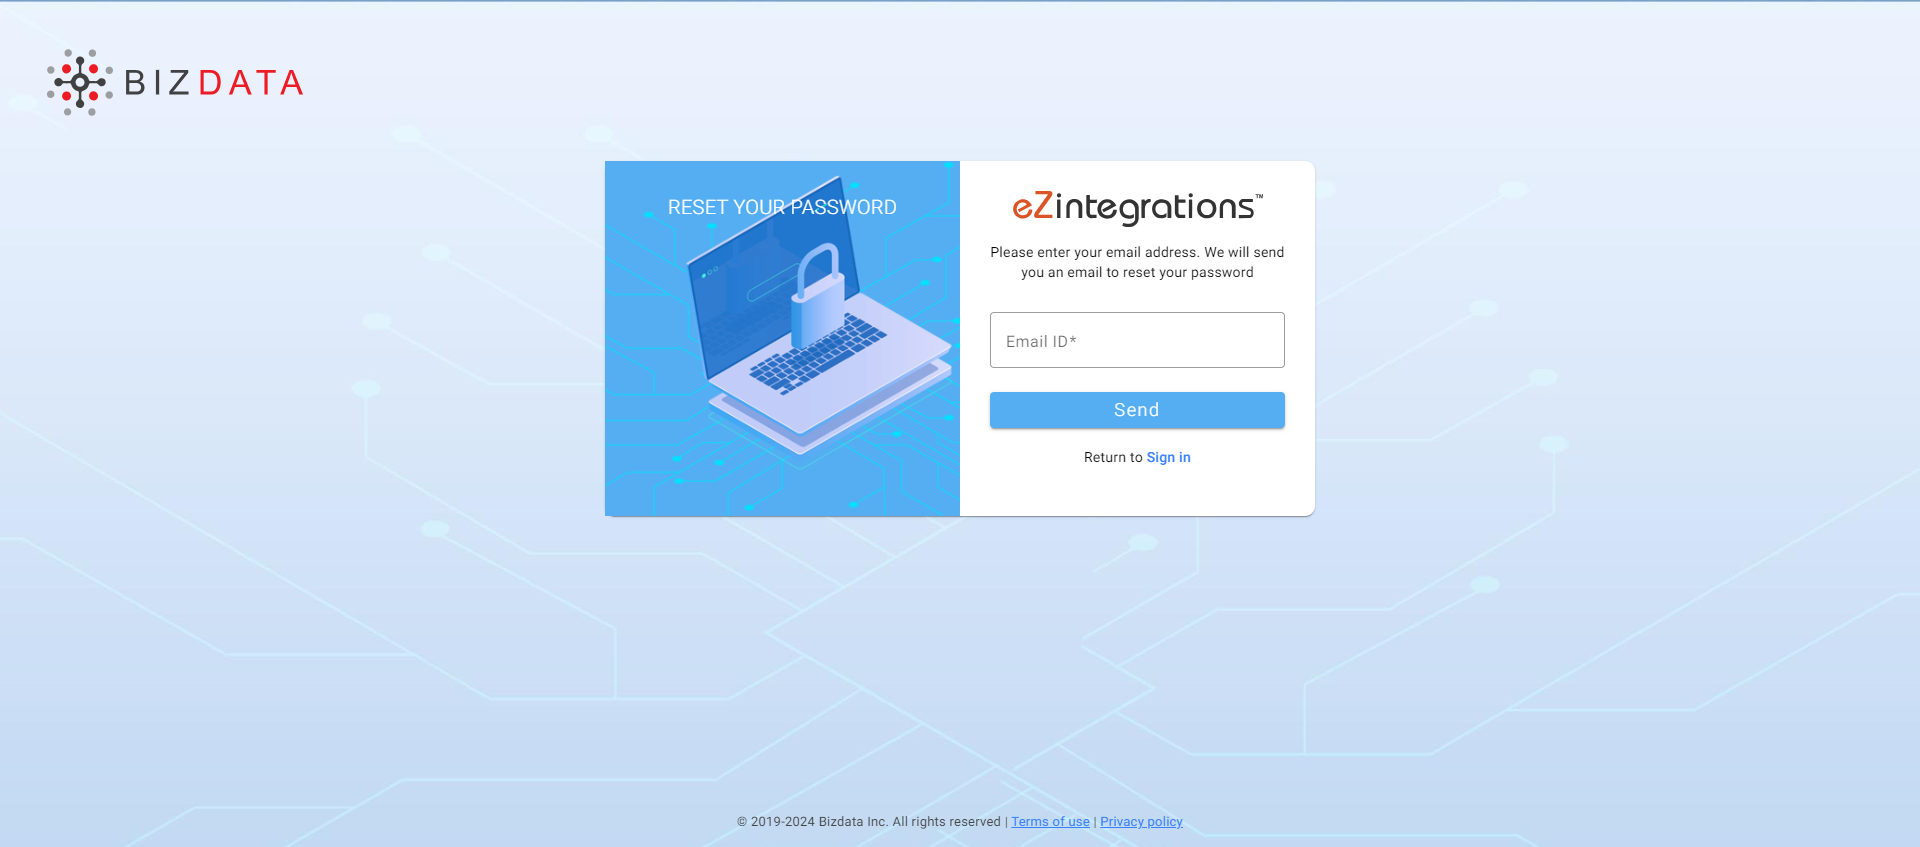 BIZDATA
RESET YOUR PASSWORD
eZintegrations™
Please enter your email address. We will send
you an email to reset your password
Email ID*
Send
Return to Sign in
© 2019-2024 Bizdata Inc. All rights reserved | Terms of use | Privacy policy